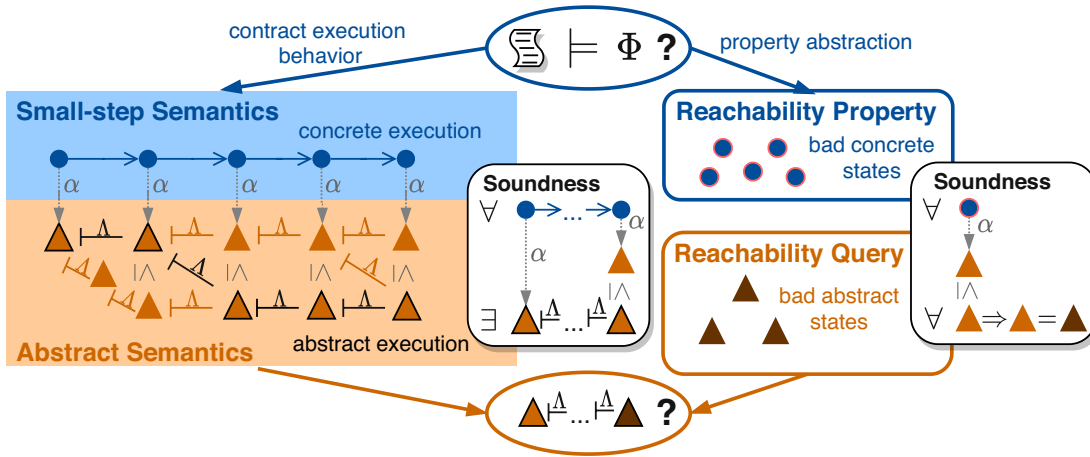 contract execution
behavior
⊨ Φ ?
property abstraction
Small-step Semantics
concrete execution
α α α α α
Reachability Property
bad concrete
states
Soundness
∀ ...
α
α
≤
∃ ⊨Λ ... ⊨Λ
Soundness
∀
α
≤
∀ ⇒ =
Λ Λ Λ Λ
Λ Λ Λ
≤ ≤ ≤
Λ Λ Λ Λ
abstract execution
Abstract Semantics
Reachability Query
bad abstract
states
⊨Λ ... ⊨Λ ?